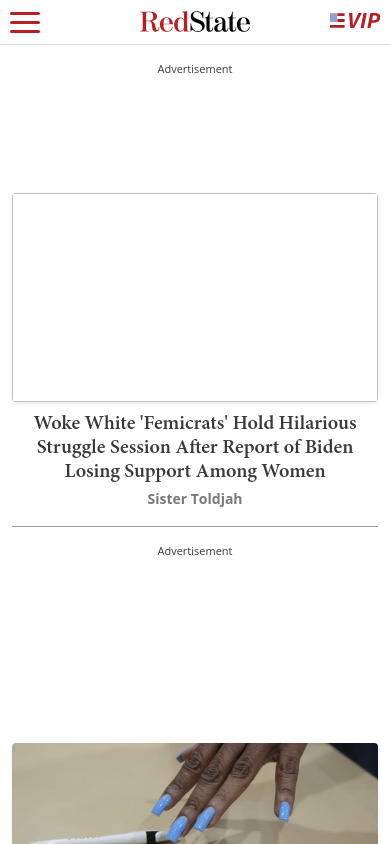 RedState
VIP
Advertisement
Woke White 'Femicrats' Hold Hilarious
Struggle Session After Report of Biden
Losing Support Among Women
Sister Toldjah
Advertisement